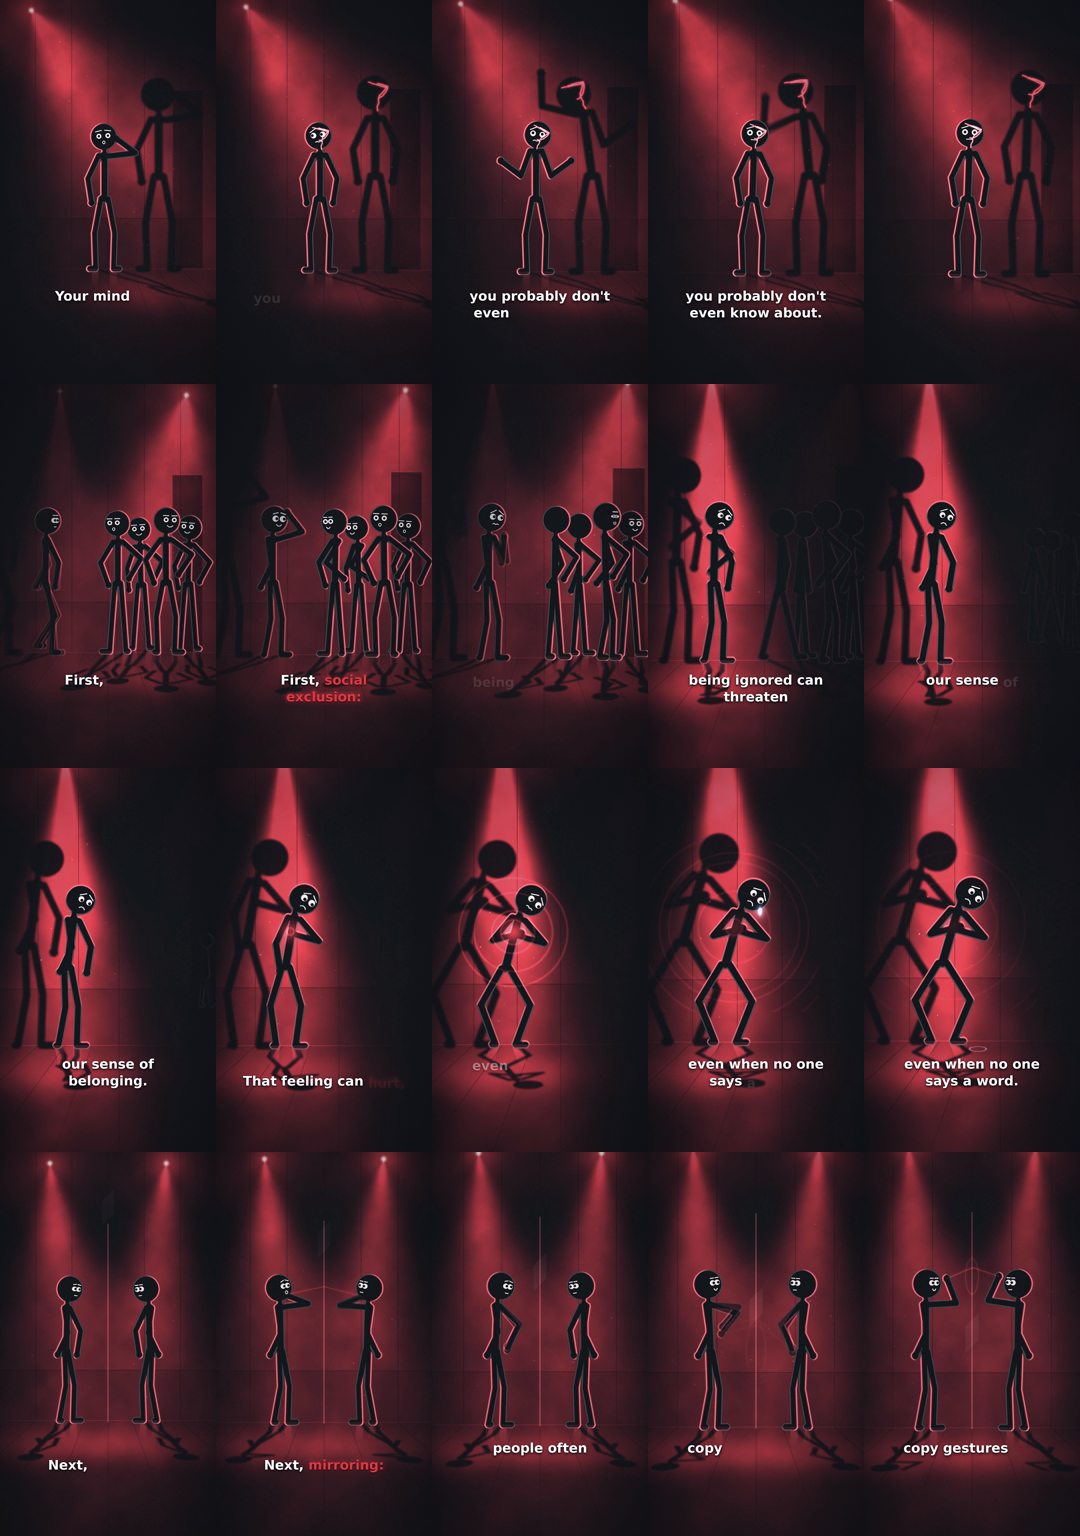 Your mind
you
you probably don't
even
you probably don't
even know about.
First,
First, social
exclusion:
being
being ignored can
threaten
our sense of
our sense of
belonging.
That feeling can hurt,
even
even when no one
says a
even when no one
says a word.
Next,
Next, mirroring:
people often
copy
copy gestures